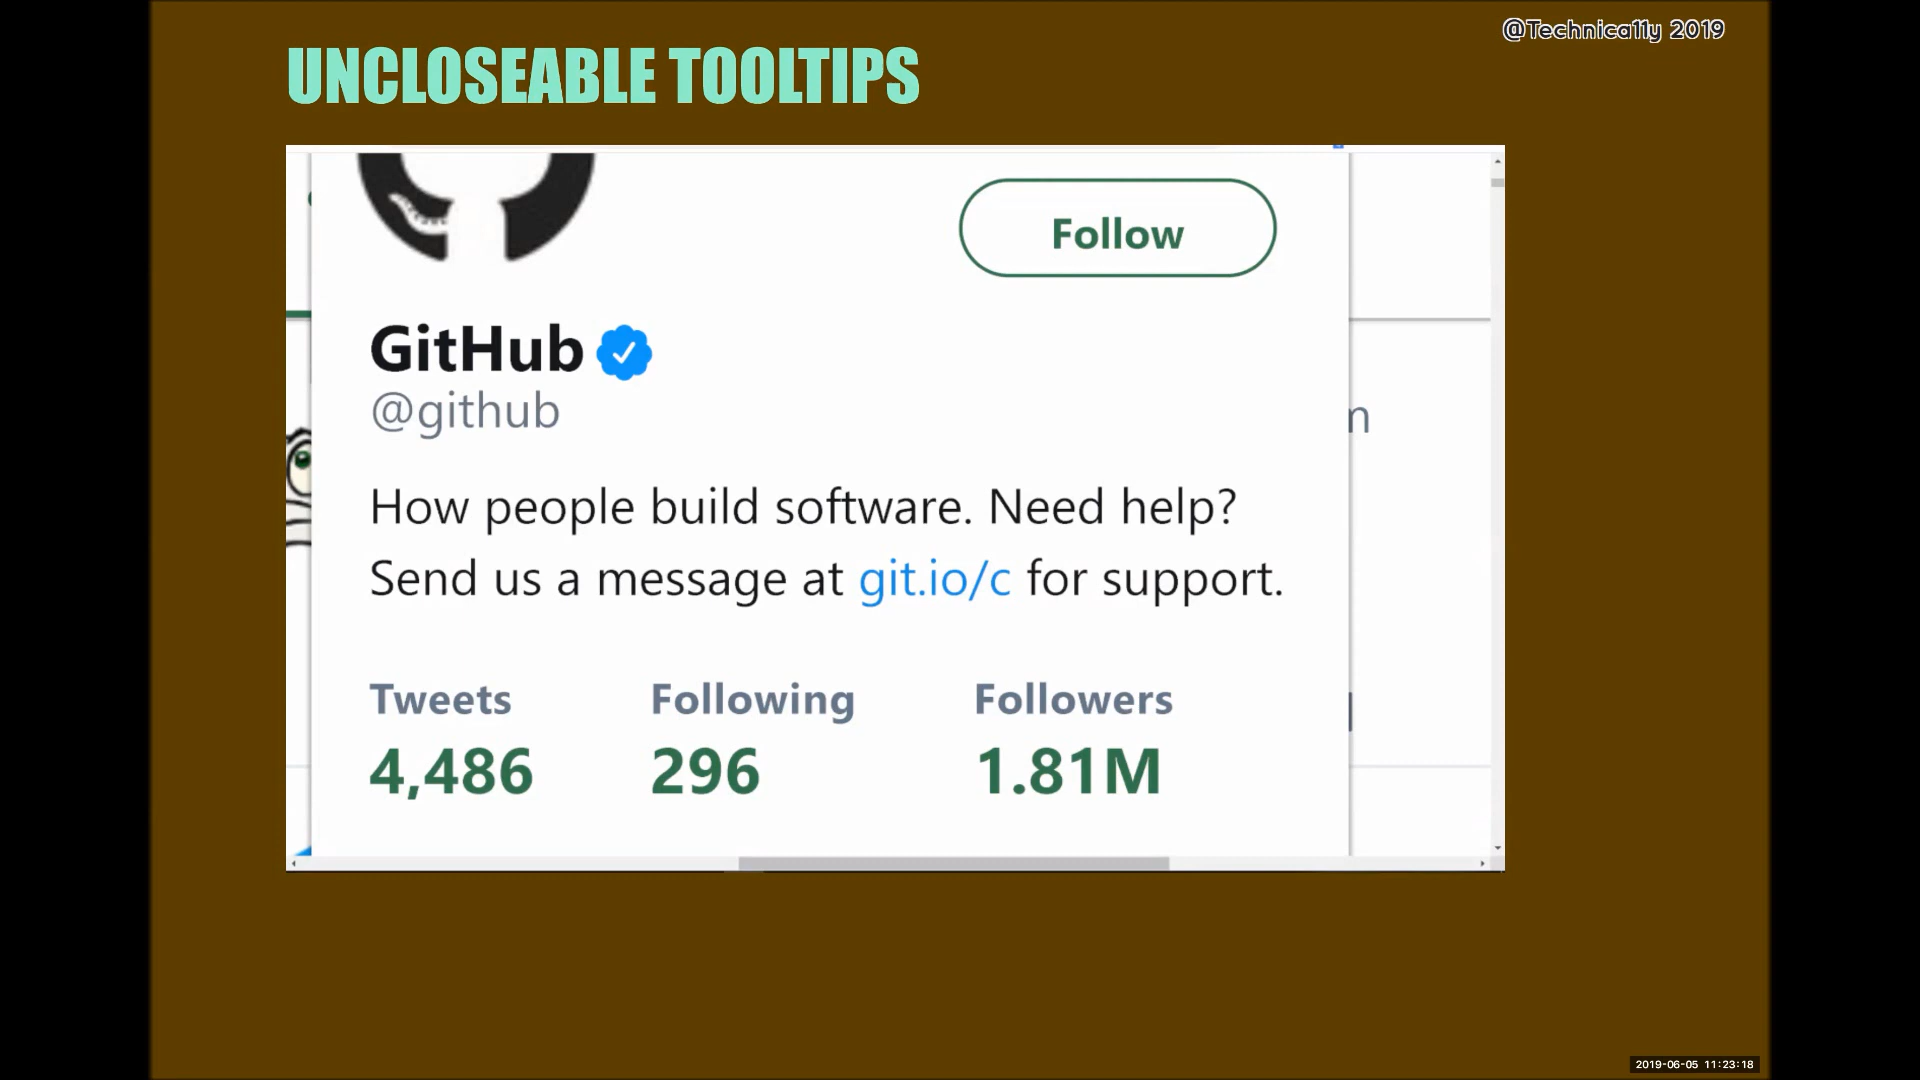 @Technica11y 2019
UNCLOSEABLE TOOLTIPS
Follow
GitHub
@github
How people build software. Need help?
Send us a message at git.io/c for support.
Tweets Following Followers
4,486 296 1.81M
2019-06-05 11:23:18